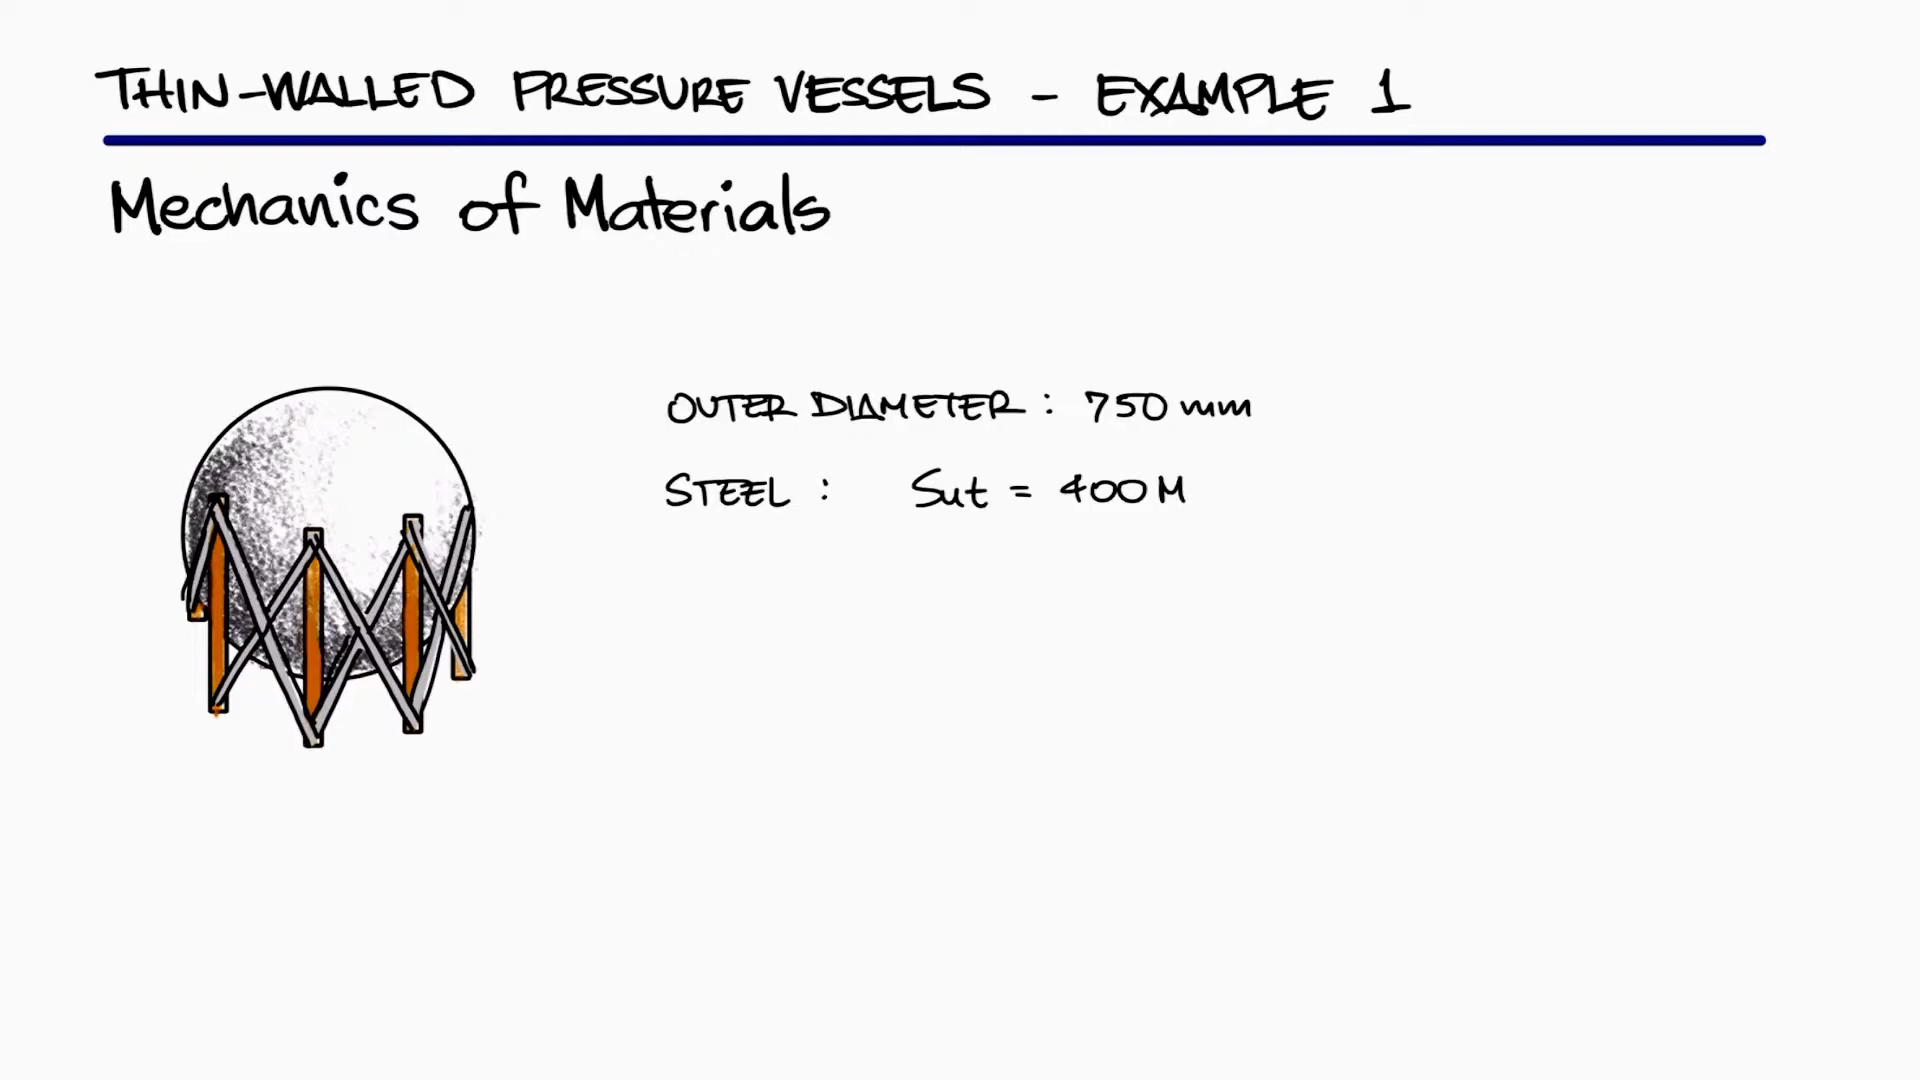 THIN-WALLED PRESSURE VESSELS - EXAMPLE 1
Mechanics of Materials
OUTER DIAMETER : 750 mm
STEEL : Sut = 400 M